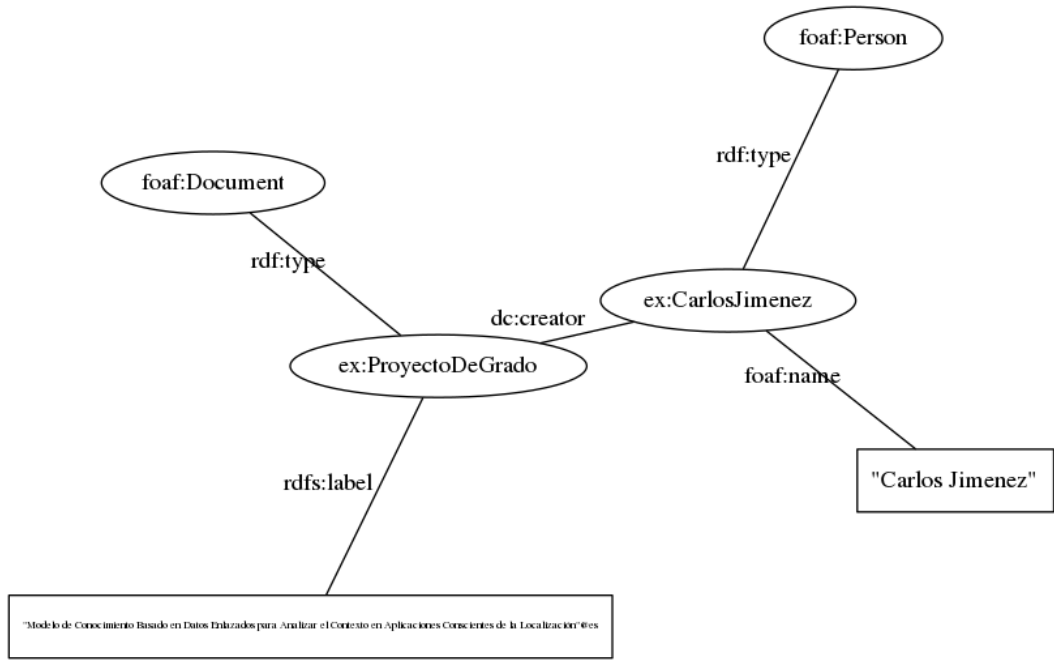 foaf:Person
rdf:type
foaf:Document
rdf:type
ex:CarlosJimenez
dc:creator
ex:ProyectoDeGrado
foaf:name
"Carlos Jimenez"
rdfs:label
"Modelo de Conocimiento Basado en Datos Enlazados para Analizar el Contexto en Aplicaciones Conscientes de la Localización"@es